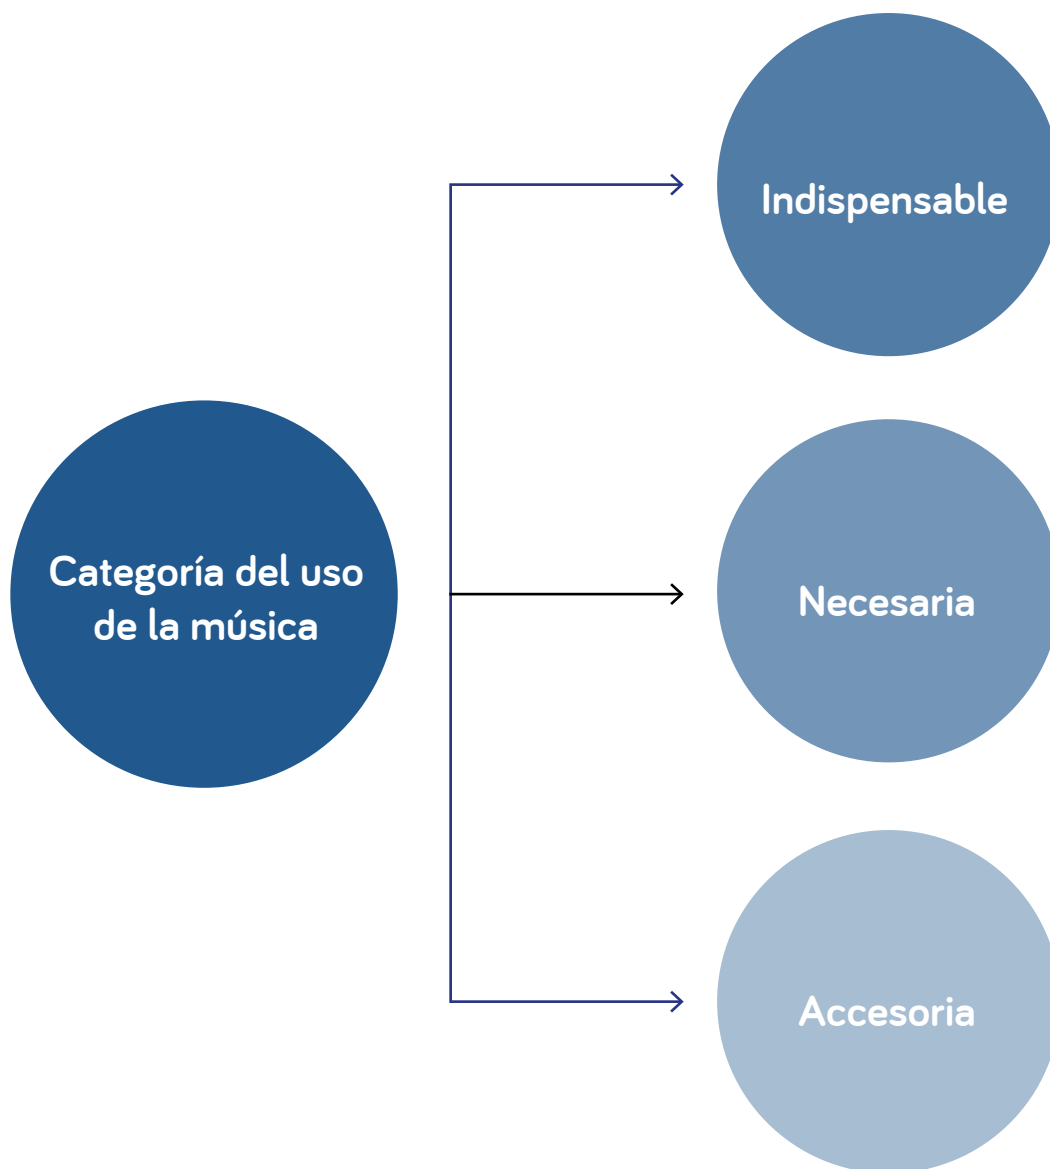 Indispensable
Categoría del uso
de la música
Necesaria
Accesoria